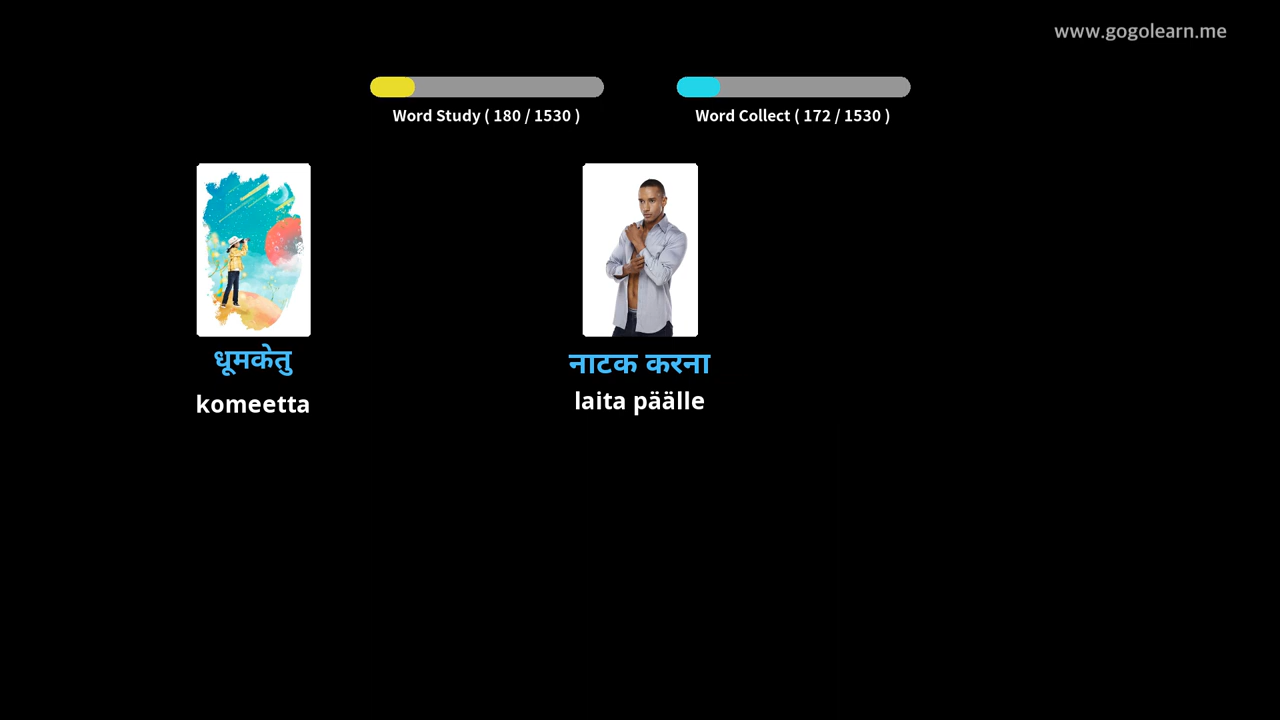 www.gogolearn.me
Word Study ( 180 / 1530 )
Word Collect ( 172 / 1530 )
धूमकेतु
komeetta
नाटक करना
laita päälle